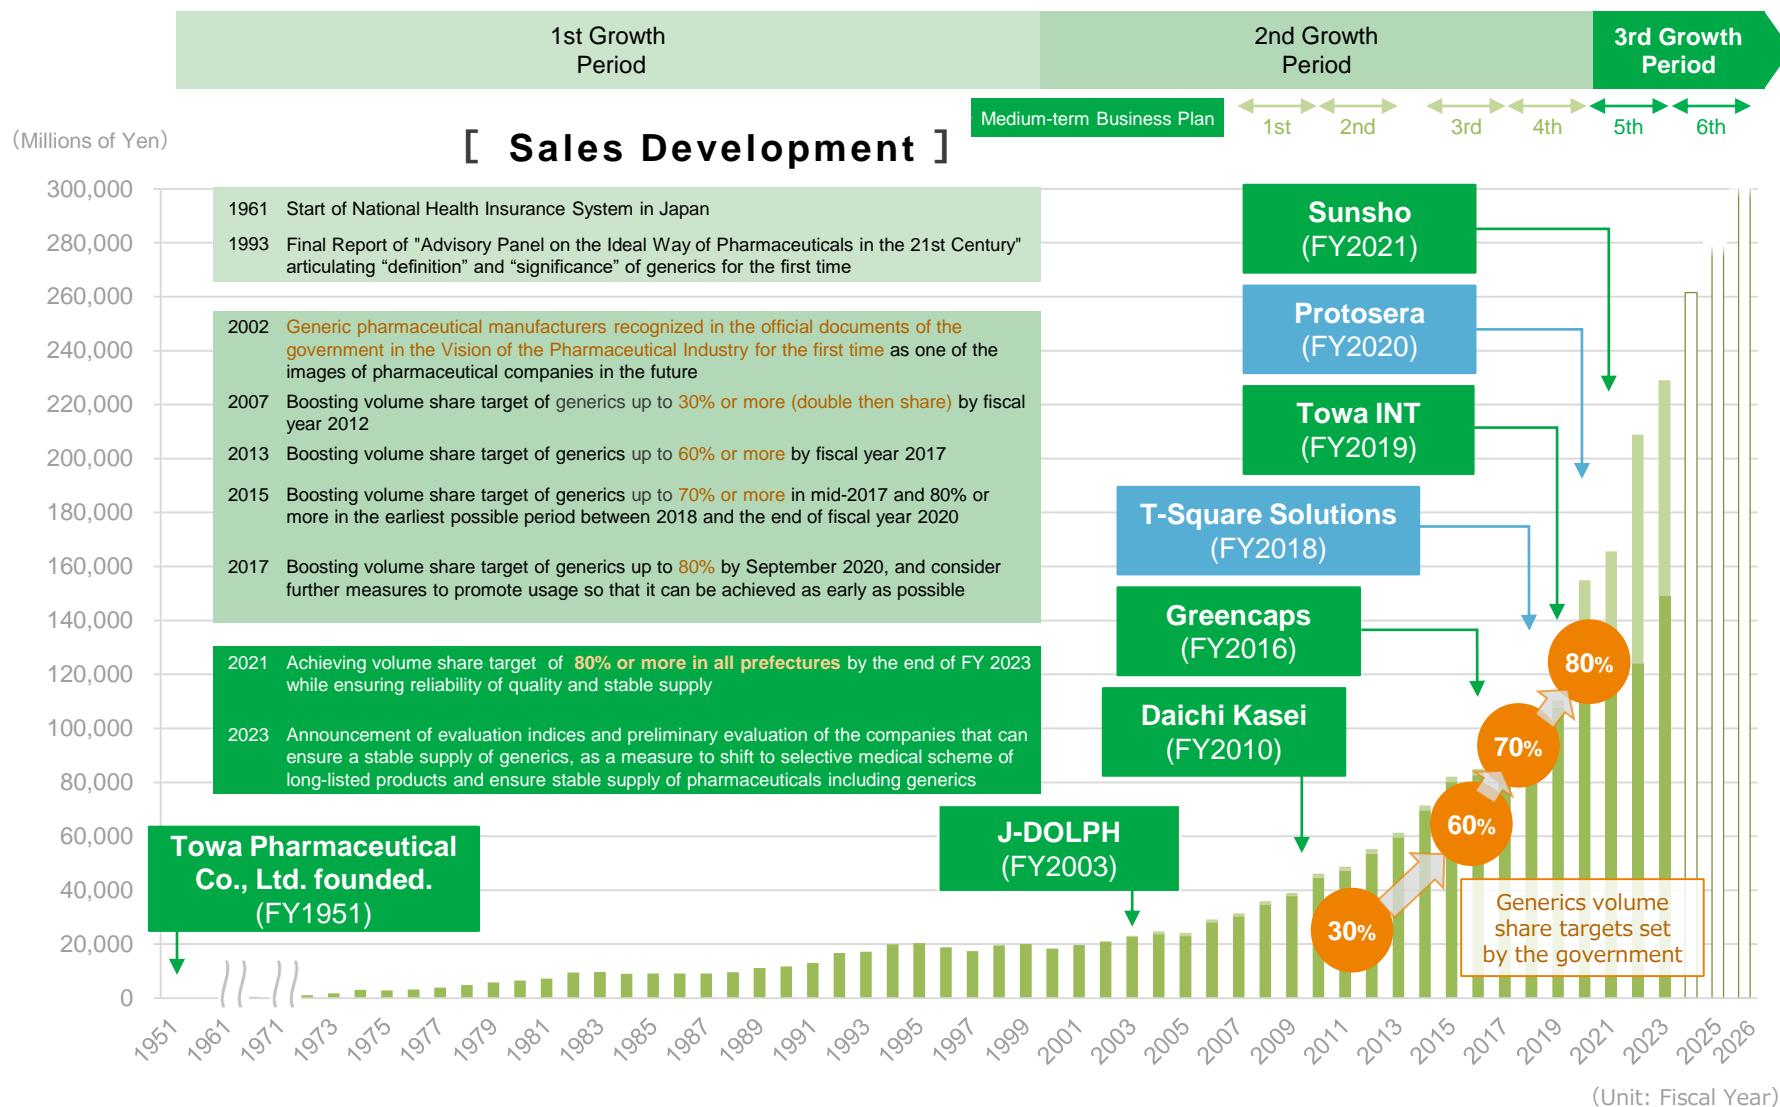 1st Growth
Period
2nd Growth
Period
3rd Growth
Period
Medium-term Business Plan
1st
2nd
3rd
4th
5th
6th
(Millions of Yen)
[ Sales Development ]
300,000
280,000
260,000
240,000
220,000
200,000
180,000
160,000
140,000
120,000
100,000
80,000
60,000
40,000
20,000
0
1961 Start of National Health Insurance System in Japan
1993 Final Report of "Advisory Panel on the Ideal Way of Pharmaceuticals in the 21st Century"
articulating “definition” and “significance” of generics for the first time
2002 Generic pharmaceutical manufacturers recognized in the official documents of the
government in the Vision of the Pharmaceutical Industry for the first time as one of the
images of pharmaceutical companies in the future
2007 Boosting volume share target of generics up to 30% or more (double then share) by fiscal
year 2012
2013 Boosting volume share target of generics up to 60% or more by fiscal year 2017
2015 Boosting volume share target of generics up to 70% or more in mid-2017 and 80% or
more in the earliest possible period between 2018 and the end of fiscal year 2020
2017 Boosting volume share target of generics up to 80% by September 2020, and consider
further measures to promote usage so that it can be achieved as early as possible
2021 Achieving volume share target of 80% or more in all prefectures by the end of FY 2023
while ensuring reliability of quality and stable supply
2023 Announcement of evaluation indices and preliminary evaluation of the companies that can
ensure a stable supply of generics, as a measure to shift to selective medical scheme of
long-listed products and ensure stable supply of pharmaceuticals including generics
Towa Pharmaceutical
Co., Ltd. founded.
(FY1951)
J-DOLPH
(FY2003)
Daichi Kasei
(FY2010)
Greencaps
(FY2016)
T-Square Solutions
(FY2018)
Towa INT
(FY2019)
Protosera
(FY2020)
Sunsho
(FY2021)
30%
60%
70%
80%
Generics volume
share targets set
by the government
1951
1961
1971
1973
1975
1977
1979
1981
1983
1985
1987
1989
1991
1993
1995
1997
1999
2001
2003
2005
2007
2009
2011
2013
2015
2017
2019
2021
2023
2025
2026
(Unit: Fiscal Year)